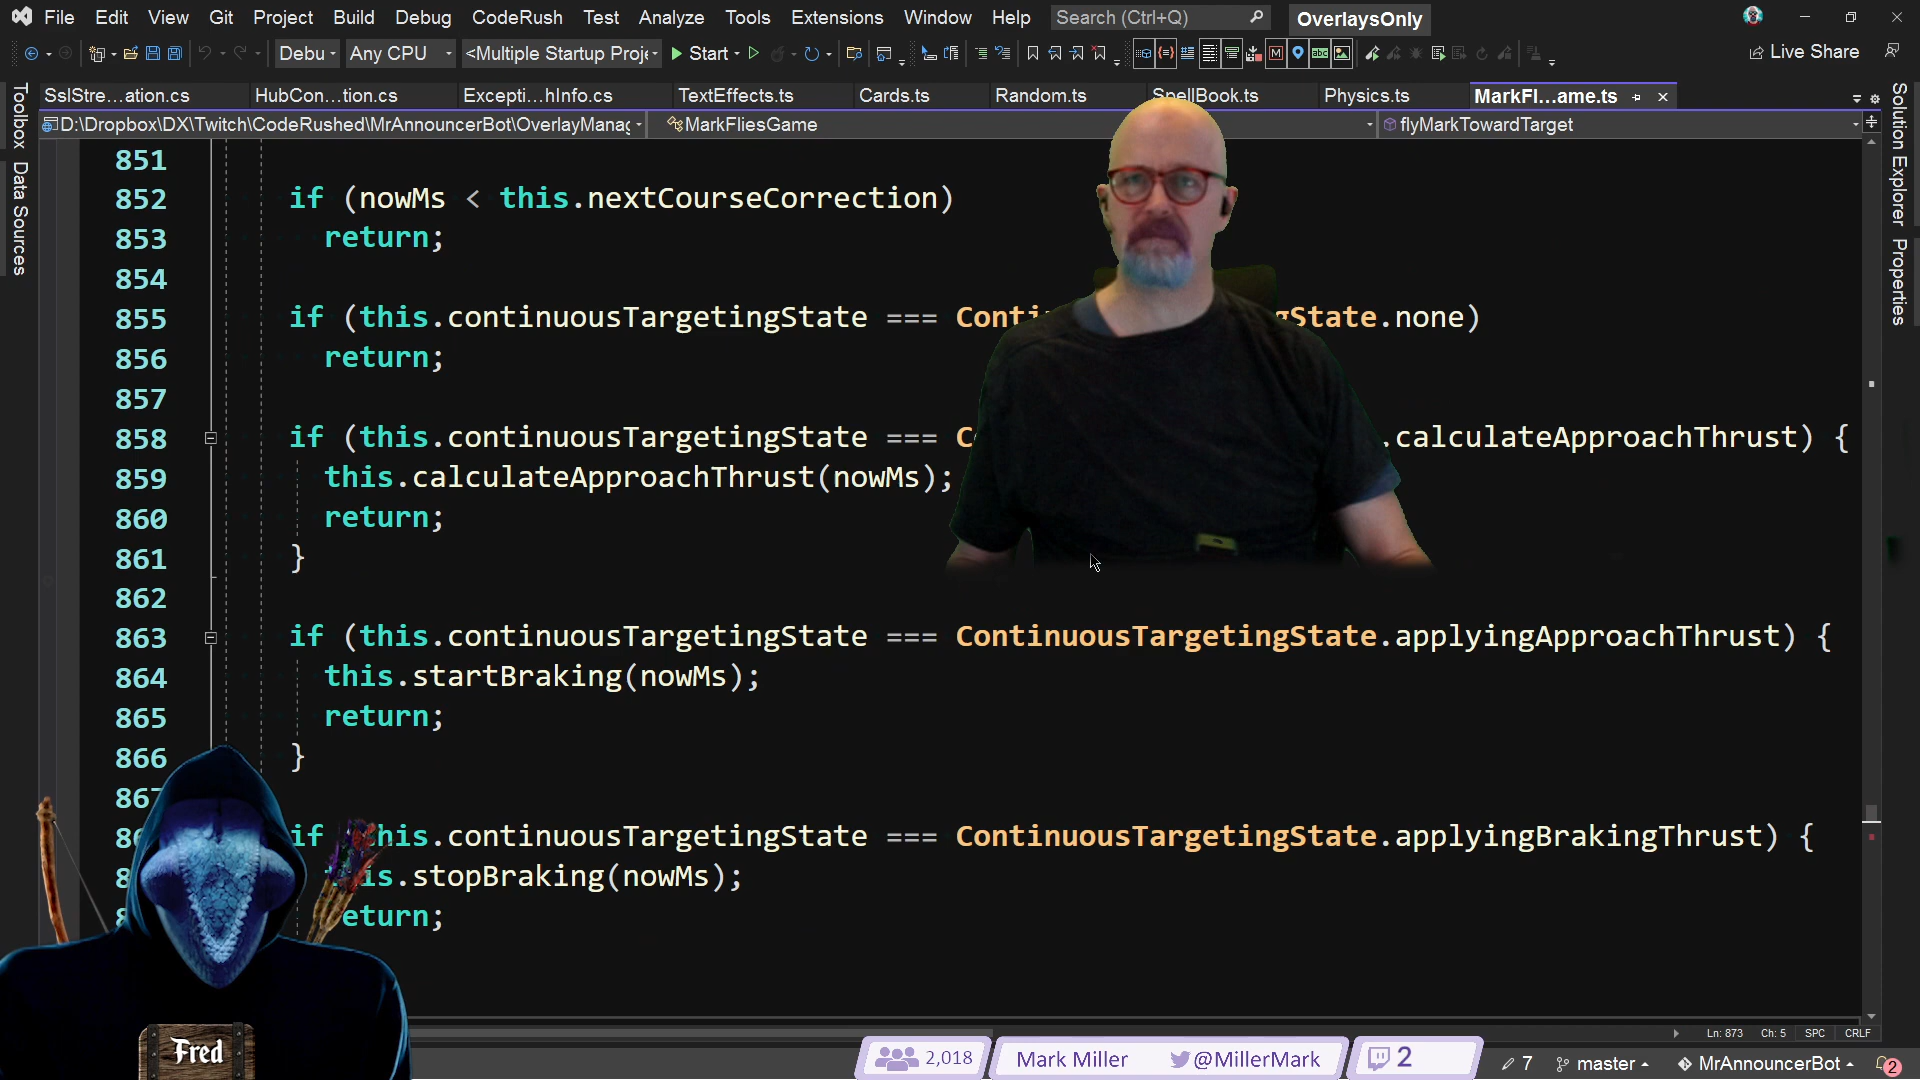 File Edit View Git Project Build Debug CodeRush Test Analyze Tools Extensions Window Help Search (Ctrl+Q) OverlaysOnly
Debu Any CPU <Multiple Startup Proje Start Live Share
SslStre...ation.cs HubCon...tion.cs Excepti...hInfo.cs TextEffects.ts Cards.ts Random.ts SpellBook.ts Physics.ts MarkFl...ame.ts
D:\Dropbox\DX\Twitch\CodeRushed\MrAnnouncerBot\OverlayManag MarkFliesGame flyMarkTowardTarget
Toolbox
Data Sources
Solution Explorer
Properties
851
852 if (nowMs < this.nextCourseCorrection)
853 return;
854
855 if (this.continuousTargetingState === Conti gState.none)
856 return;
857
858 if (this.continuousTargetingState === C .calculateApproachThrust) {
859 this.calculateApproachThrust(nowMs);
860 return;
861 }
862
863 if (this.continuousTargetingState === ContinuousTargetingState.applyingApproachThrust) {
864 this.startBraking(nowMs);
865 return;
866 }
867
if this.continuousTargetingState === ContinuousTargetingState.applyingBrakingThrust) {
is.stopBraking(nowMs);
eturn;
Fred
Ln: 873 Ch: 5 SPC CRLF
2,018 Mark Miller @MillerMark 2 7 master MrAnnouncerBot 2